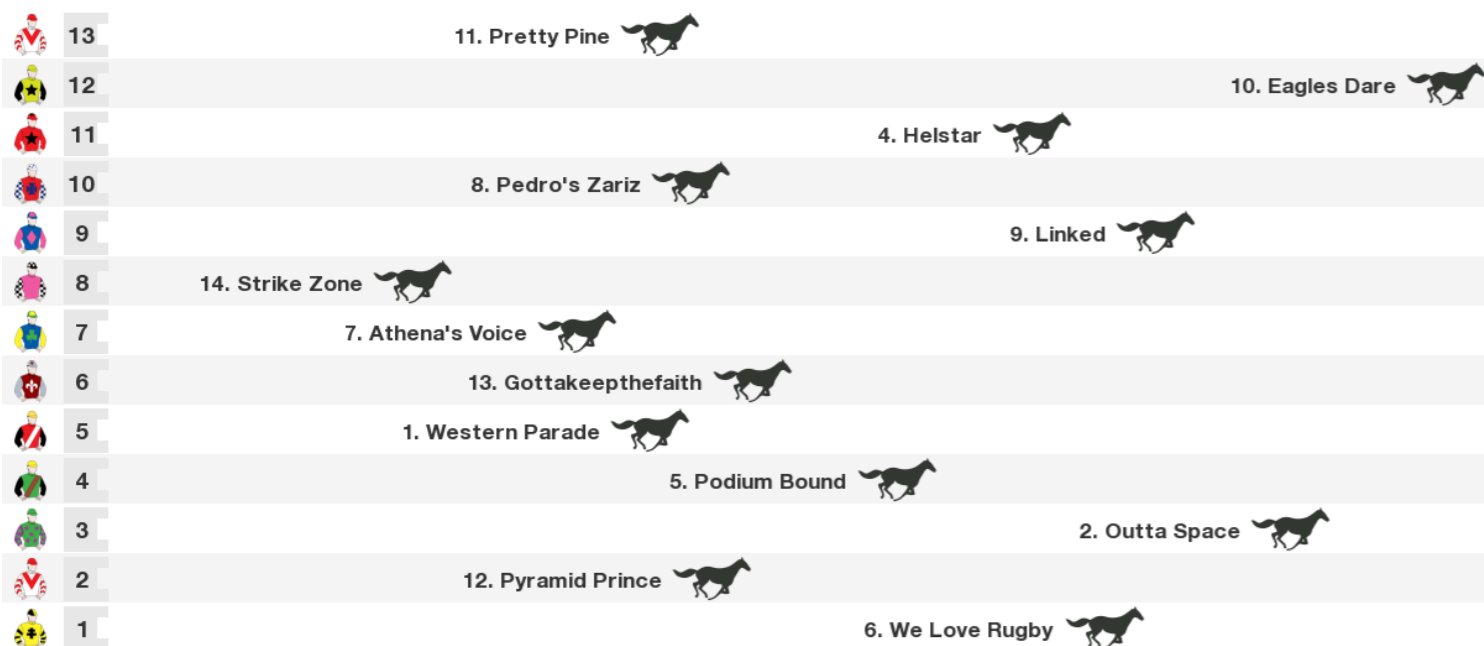 13 11. Pretty Pine
12 10. Eagles Dare
11 4. Helstar
10 8. Pedro's Zariz
9 9. Linked
8 14. Strike Zone
7 7. Athena's Voice
6 13. Gottakeepthefaith
5 1. Western Parade
4 5. Podium Bound
3 2. Outta Space
2 12. Pyramid Prince
1 6. We Love Rugby